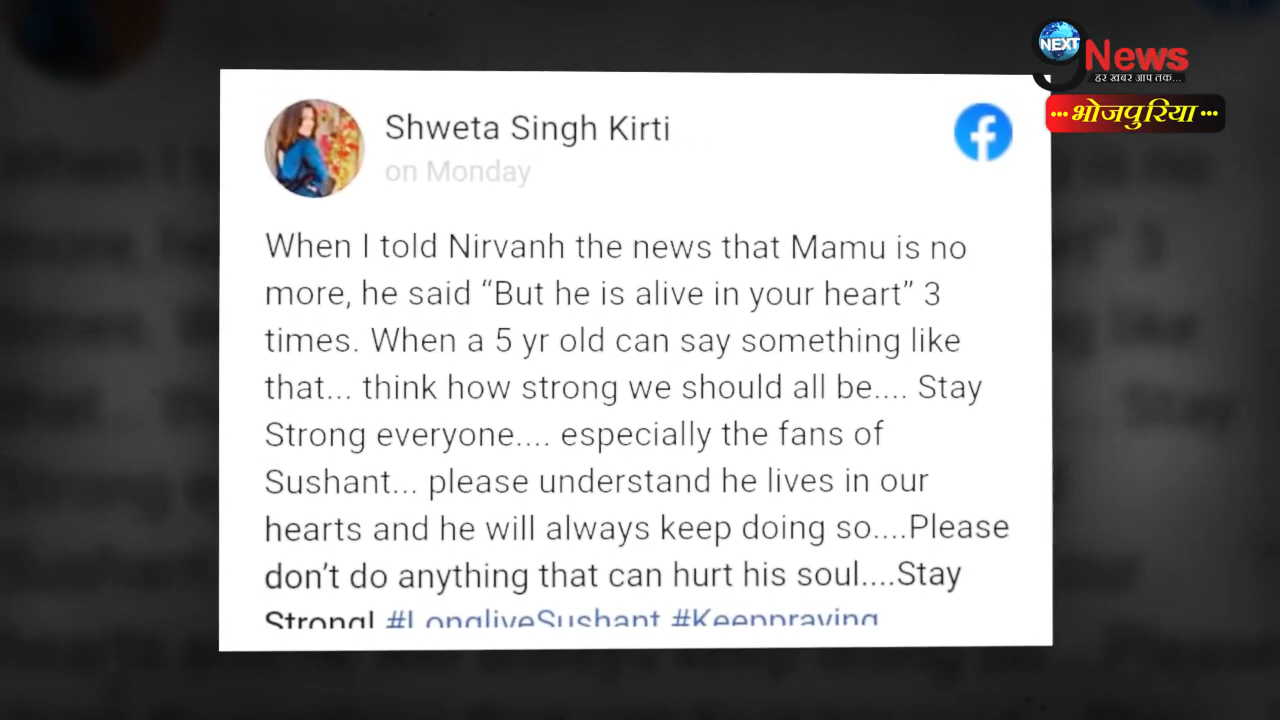 NEXT
9 News
हर खबर आप तक...
...भोजपुरिया...
Shweta Singh Kirti
on Monday
When I told Nirvanh the news that Mamu is no
more, he said “But he is alive in your heart” 3
times. When a 5 yr old can say something like
that... think how strong we should all be.... Stay
Strong everyone.... especially the fans of
Sushant... please understand he lives in our
hearts and he will always keep doing so....Please
don’t do anything that can hurt his soul....Stay
Strong! #LongliveSushant #Keeppraying